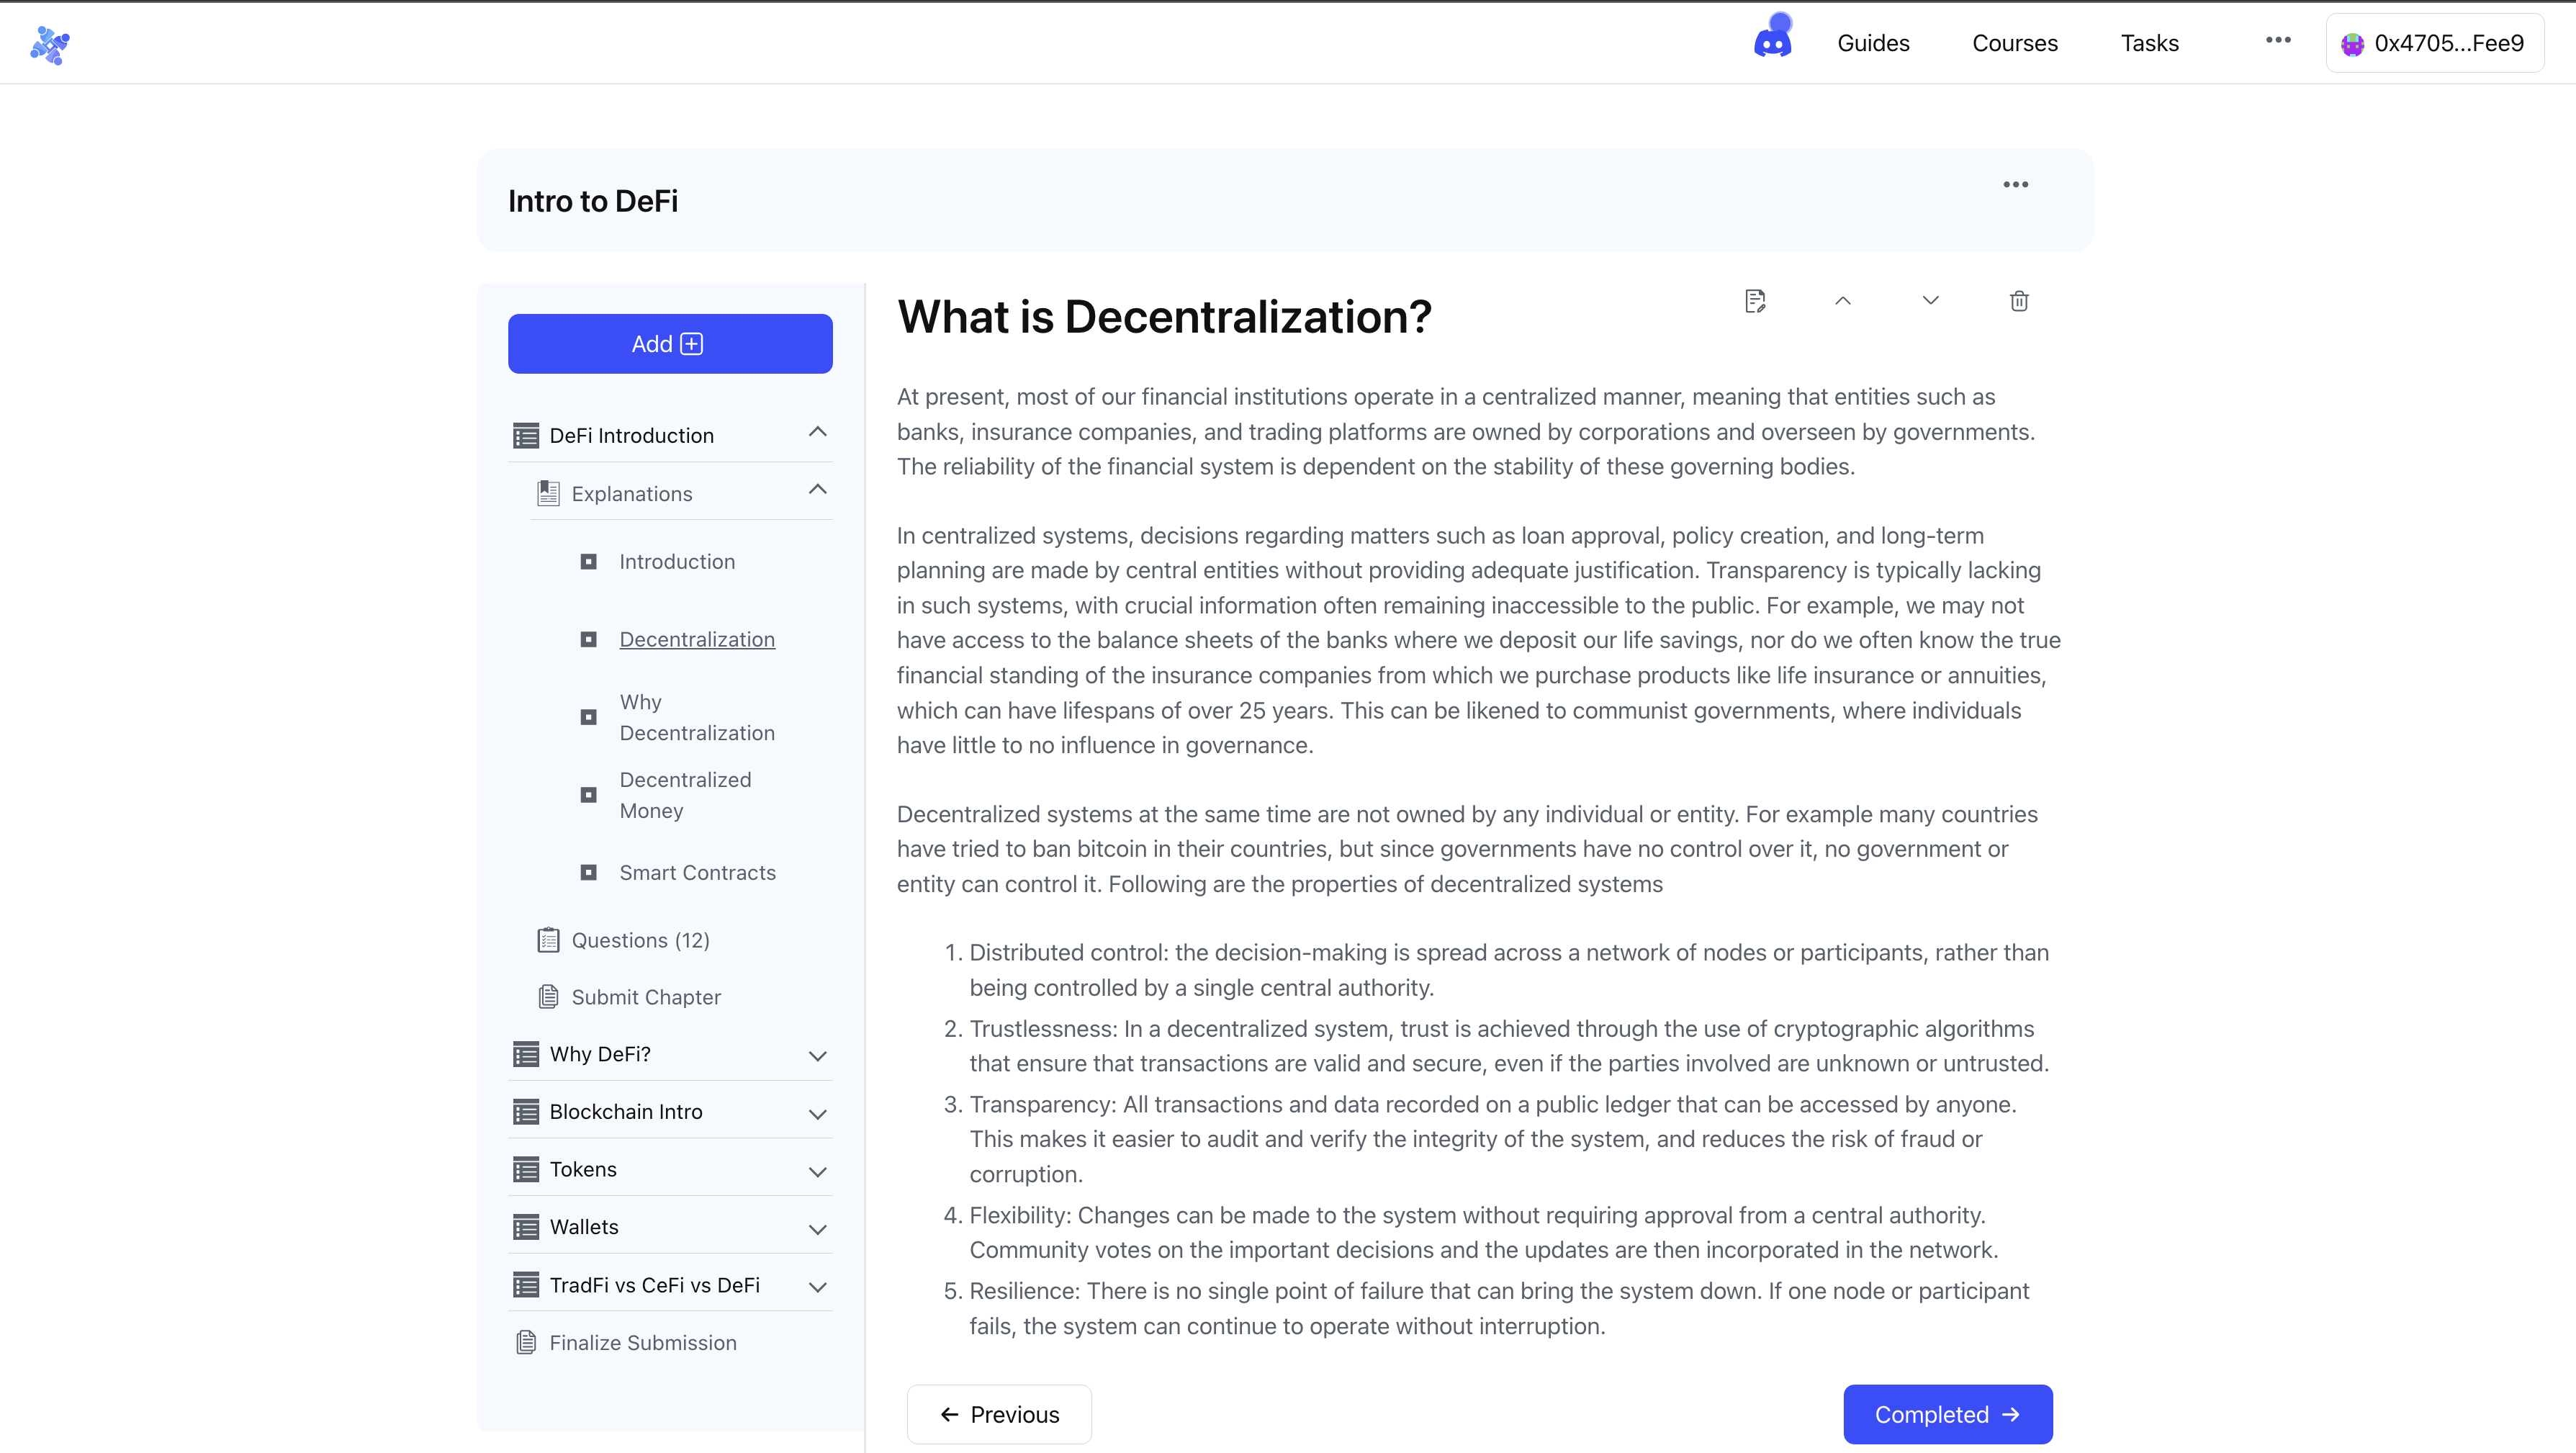 Guides
Courses
Tasks
0x4705...Fee9
Intro to DeFi
Add
DeFi Introduction
Explanations
Introduction
Decentralization
Why
Decentralization
Decentralized
Money
Smart Contracts
Questions (12)
Submit Chapter
Why DeFi?
Blockchain Intro
Tokens
Wallets
TradFi vs CeFi vs DeFi
Finalize Submission
What is Decentralization?
At present, most of our financial institutions operate in a centralized manner, meaning that entities such as
banks, insurance companies, and trading platforms are owned by corporations and overseen by governments.
The reliability of the financial system is dependent on the stability of these governing bodies.
In centralized systems, decisions regarding matters such as loan approval, policy creation, and long-term
planning are made by central entities without providing adequate justification. Transparency is typically lacking
in such systems, with crucial information often remaining inaccessible to the public. For example, we may not
have access to the balance sheets of the banks where we deposit our life savings, nor do we often know the true
financial standing of the insurance companies from which we purchase products like life insurance or annuities,
which can have lifespans of over 25 years. This can be likened to communist governments, where individuals
have little to no influence in governance.
Decentralized systems at the same time are not owned by any individual or entity. For example many countries
have tried to ban bitcoin in their countries, but since governments have no control over it, no government or
entity can control it. Following are the properties of decentralized systems
1. Distributed control: the decision-making is spread across a network of nodes or participants, rather than
being controlled by a single central authority.
2. Trustlessness: In a decentralized system, trust is achieved through the use of cryptographic algorithms
that ensure that transactions are valid and secure, even if the parties involved are unknown or untrusted.
3. Transparency: All transactions and data recorded on a public ledger that can be accessed by anyone.
This makes it easier to audit and verify the integrity of the system, and reduces the risk of fraud or
corruption.
4. Flexibility: Changes can be made to the system without requiring approval from a central authority.
Community votes on the important decisions and the updates are then incorporated in the network.
5. Resilience: There is no single point of failure that can bring the system down. If one node or participant
fails, the system can continue to operate without interruption.
← Previous
Completed →